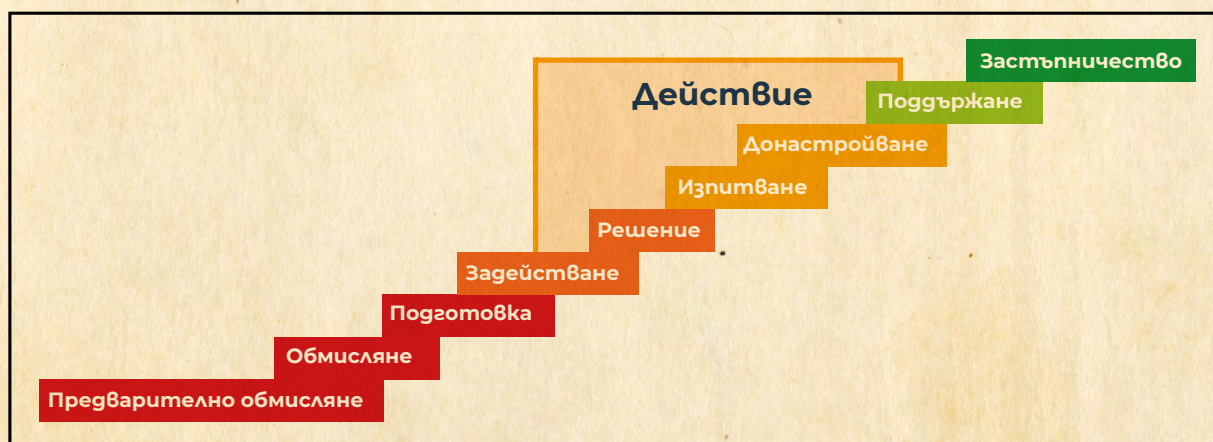 Застъпничество
Действие
Поддържане
Донастройване
Изпитване
Решение
Задействане
Подготовка
Обмисляне
Предварително обмисляне